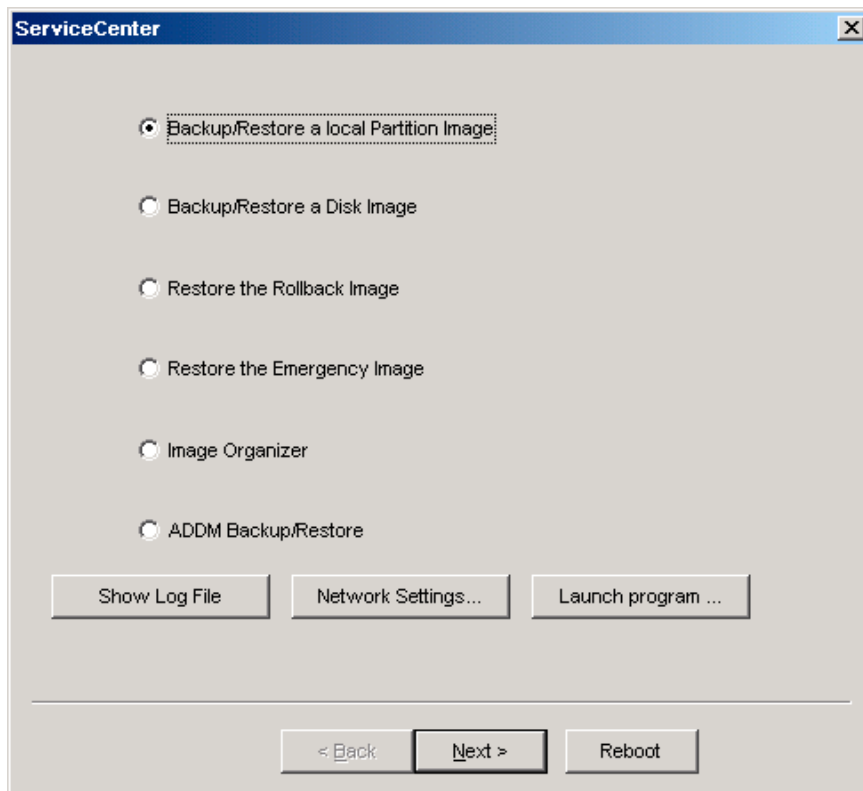 ServiceCenter
Backup/Restore a local Partition Image
Backup/Restore a Disk Image
Restore the Rollback Image
Restore the Emergency Image
Image Organizer
ADDM Backup/Restore
Show Log File Network Settings... Launch program ...
< Back Next > Reboot